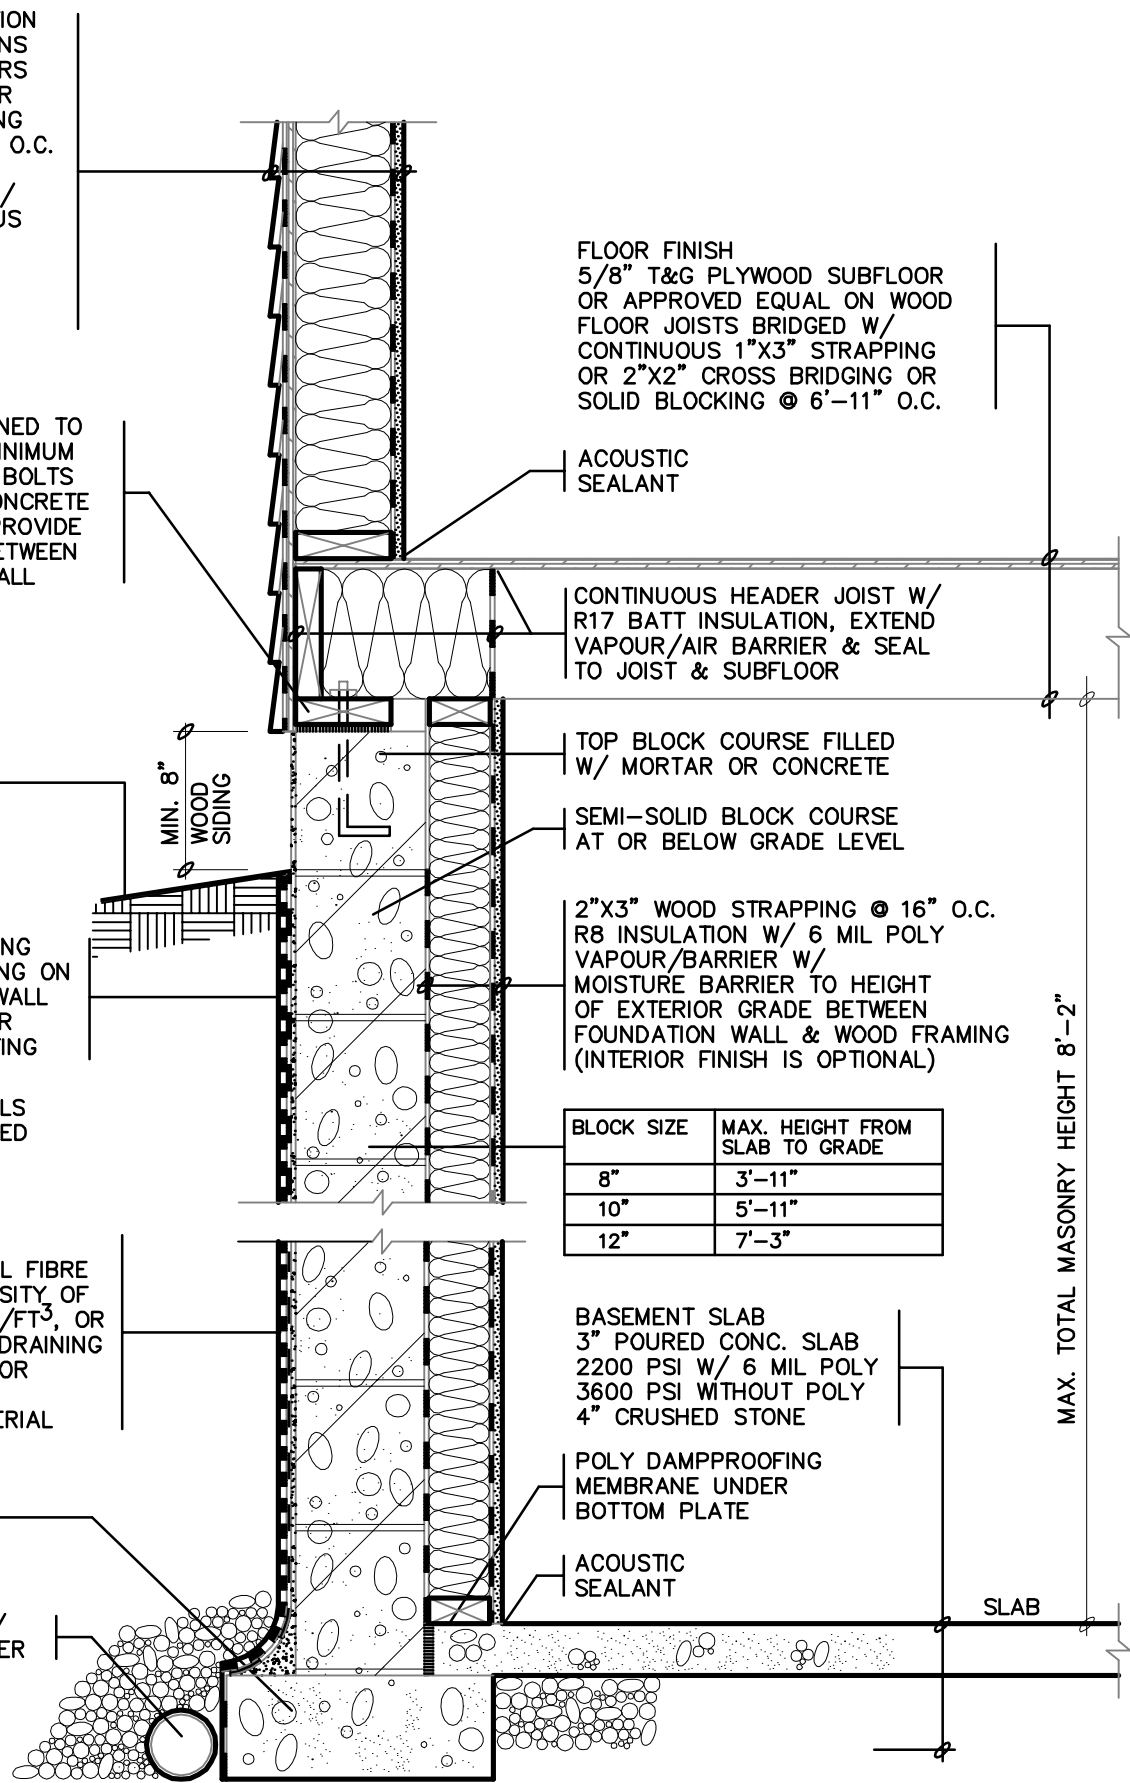 TION
NS
RS
R
NG
O.C.
/
US
NED TO
INIMUM
BOLTS
ONCRETE
PROVIDE
ETWEEN
ALL
MIN. 8"
WOOD
SIDING
ING
NG ON
WALL
R
TING
LS
ED
L FIBRE
SITY OF
/FT³, OR
DRAINING
OR
ERIAL
/
ER
FLOOR FINISH
5/8" T&G PLYWOOD SUBFLOOR
OR APPROVED EQUAL ON WOOD
FLOOR JOISTS BRIDGED W/
CONTINUOUS 1"X3" STRAPPING
OR 2"X2" CROSS BRIDGING OR
SOLID BLOCKING @ 6'-11" O.C.
ACOUSTIC
SEALANT
CONTINUOUS HEADER JOIST W/
R17 BATT INSULATION, EXTEND
VAPOUR/AIR BARRIER & SEAL
TO JOIST & SUBFLOOR
TOP BLOCK COURSE FILLED
W/ MORTAR OR CONCRETE
SEMI-SOLID BLOCK COURSE
AT OR BELOW GRADE LEVEL
2"X3" WOOD STRAPPING @ 16" O.C.
R8 INSULATION W/ 6 MIL POLY
VAPOUR/BARRIER W/
MOISTURE BARRIER TO HEIGHT
OF EXTERIOR GRADE BETWEEN
FOUNDATION WALL & WOOD FRAMING
(INTERIOR FINISH IS OPTIONAL)
BLOCK SIZE MAX. HEIGHT FROM
SLAB TO GRADE
8" 3'-11"
10" 5'-11"
12" 7'-3"
MAX. TOTAL MASONRY HEIGHT 8'-2"
BASEMENT SLAB
3" POURED CONC. SLAB
2200 PSI W/ 6 MIL POLY
3600 PSI WITHOUT POLY
4" CRUSHED STONE
POLY DAMPPROOFING
MEMBRANE UNDER
BOTTOM PLATE
ACOUSTIC
SEALANT
SLAB